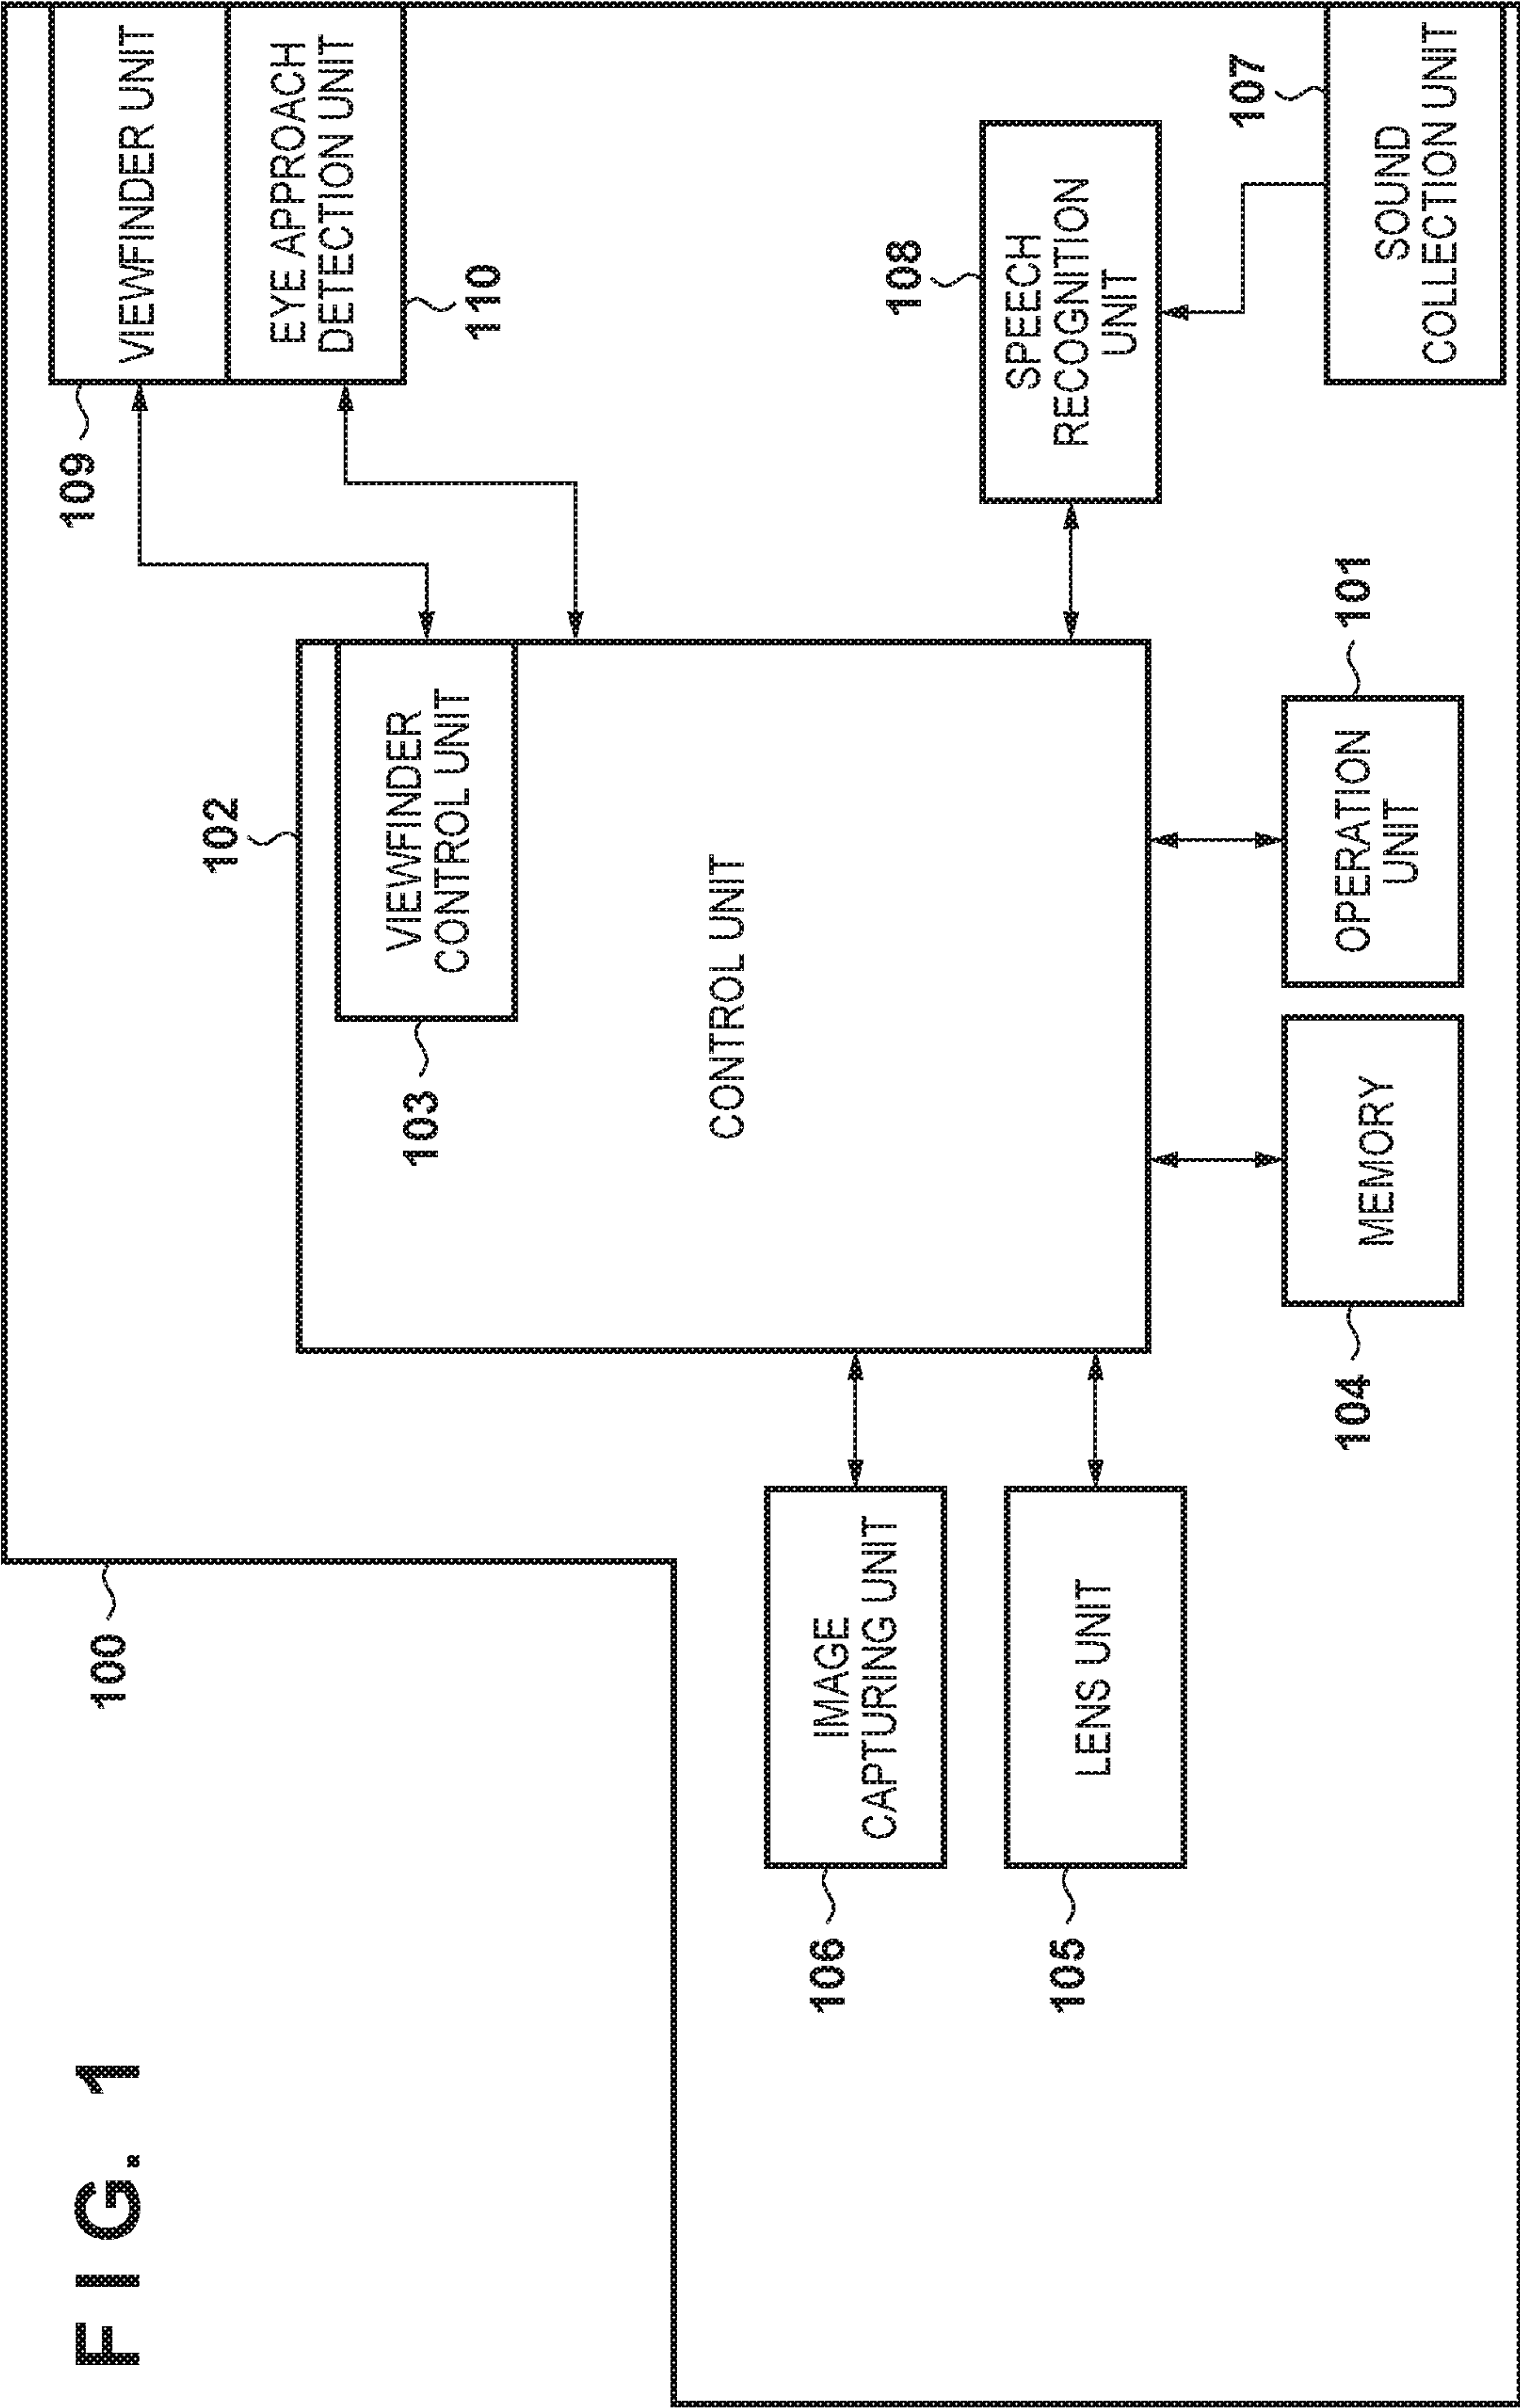 FIG. 1
100
109
VIEWFINDER UNIT
EYE APPROACH
DETECTION UNIT
110
102
VIEWFINDER
CONTROL UNIT
103
CONTROL UNIT
106
IMAGE
CAPTURING UNIT
105
LENS UNIT
108
SPEECH
RECOGNITION
UNIT
107
SOUND
COLLECTION UNIT
104
MEMORY
101
OPERATION
UNIT